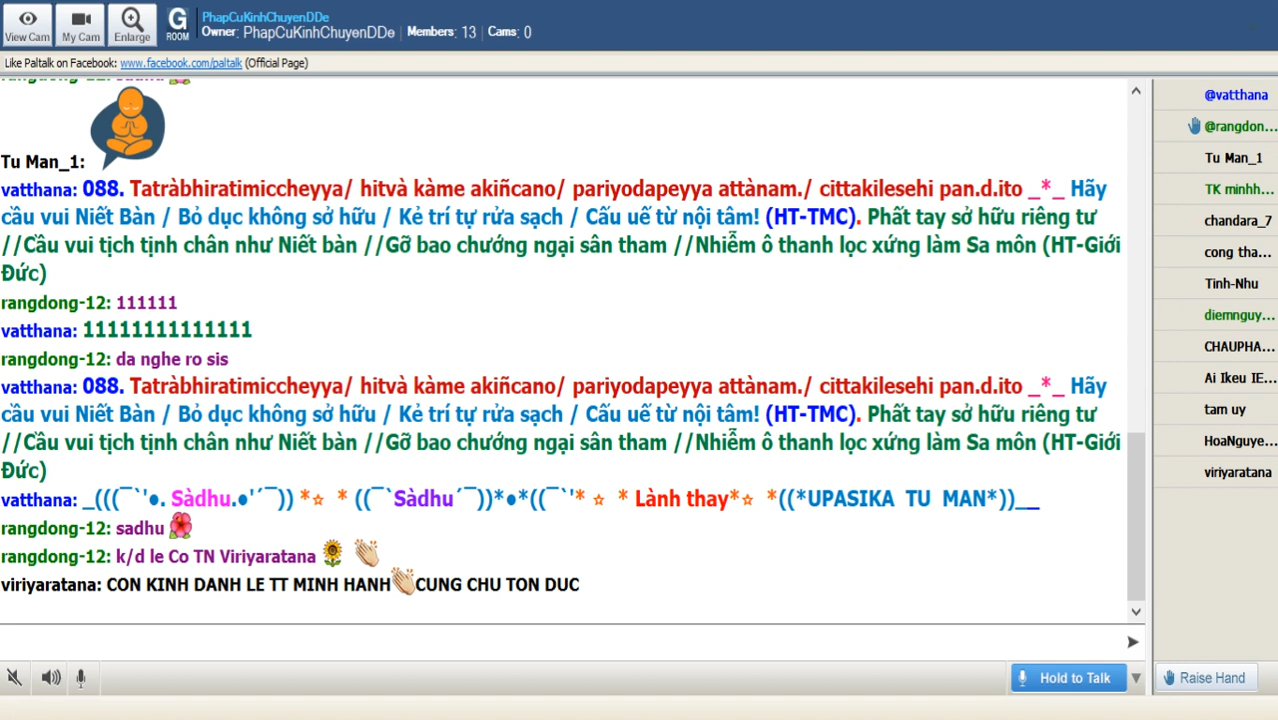 PhapCuKinhChuyenDDe
View Cam
My Cam
Enlarge
G
ROOM
Owner: PhapCuKinhChuyenDDe | Members: 13 | Cams: 0
Like Paltalk on Facebook: www.facebook.com/paltalk (Official Page)
Tu Man_1:
vatthana: 088. Tatràbhiratimiccheyya/ hitvà kàme akiñcano/ pariyodapeyya attànam./ cittakilesehi pan.d.ito _*_ Hãy
cầu vui Niết Bàn / Bỏ dục không sở hữu / Kẻ trí tự rửa sạch / Cấu uế từ nội tâm! (HT-TMC). Phất tay sở hữu riêng tư
//Cầu vui tịch tịnh chân như Niết bàn //Gỡ bao chướng ngại sân tham //Nhiễm ô thanh lọc xứng làm Sa môn (HT-Giới
Đức)
rangdong-12: 111111
vatthana: 11111111111111
rangdong-12: da nghe ro sis
vatthana: 088. Tatràbhiratimiccheyya/ hitvà kàme akiñcano/ pariyodapeyya attànam./ cittakilesehi pan.d.ito _*_ Hãy
cầu vui Niết Bàn / Bỏ dục không sở hữu / Kẻ trí tự rửa sạch / Cấu uế từ nội tâm! (HT-TMC). Phất tay sở hữu riêng tư
//Cầu vui tịch tịnh chân như Niết bàn //Gỡ bao chướng ngại sân tham //Nhiễm ô thanh lọc xứng làm Sa môn (HT-Giới
Đức)
vatthana: _(((¯`'●. Sàdhu.●'´¯)) *☆ * ((¯`Sàdhu´¯))*●*((¯`'* ☆ * Lành thay*☆ *((*UPASIKA TU MAN*))__
rangdong-12: sadhu
rangdong-12: k/d le Co TN Viriyaratana
viriyaratana: CON KINH DANH LE TT MINH HANH CUNG CHU TON DUC
@vatthana
@rangdon...
Tu Man_1
TK minhh...
chandara_7
cong tha...
Tinh-Nhu
diemnguy...
CHAUPHA...
Ai Ikeu IE...
tam uy
HoaNguye...
viriyaratana
Hold to Talk
Raise Hand